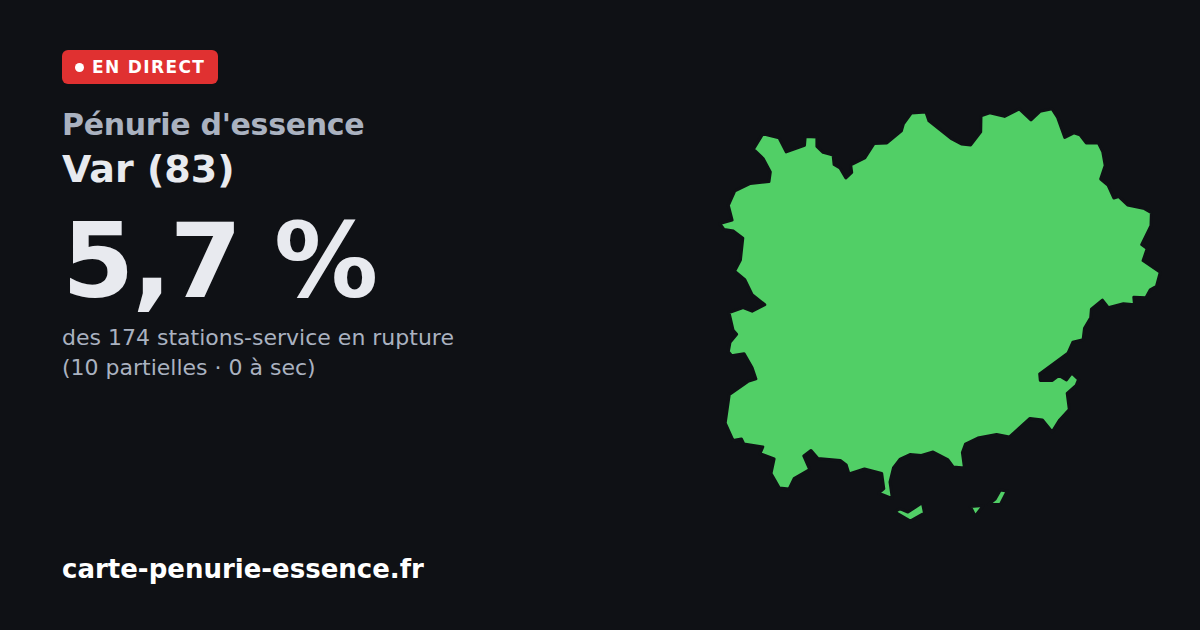 EN DIRECT
Pénurie d'essence
Var (83)
5,7 %
des 174 stations-service en rupture
(10 partielles · 0 à sec)
carte-penurie-essence.fr